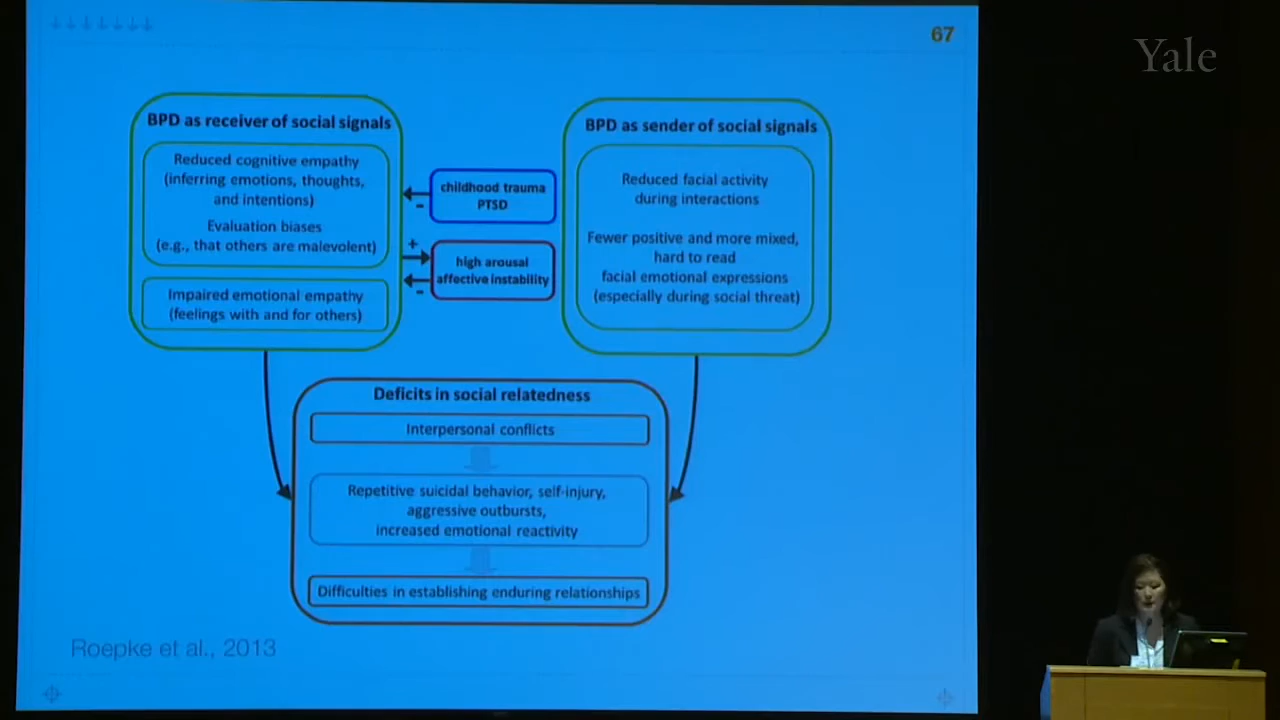 67
Yale
BPD as receiver of social signals
Reduced cognitive empathy
(inferring emotions, thoughts,
and intentions)
Evaluation biases
(e.g., that others are malevolent)
Impaired emotional empathy
(feelings with and for others)
-
+
-
childhood trauma
PTSD
high arousal
affective instability
BPD as sender of social signals
Reduced facial activity
during interactions
Fewer positive and more mixed,
hard to read
facial emotional expressions
(especially during social threat)
Deficits in social relatedness
Interpersonal conflicts
Repetitive suicidal behavior, self-injury,
aggressive outbursts,
increased emotional reactivity
Difficulties in establishing enduring relationships
Roepke et al., 2013